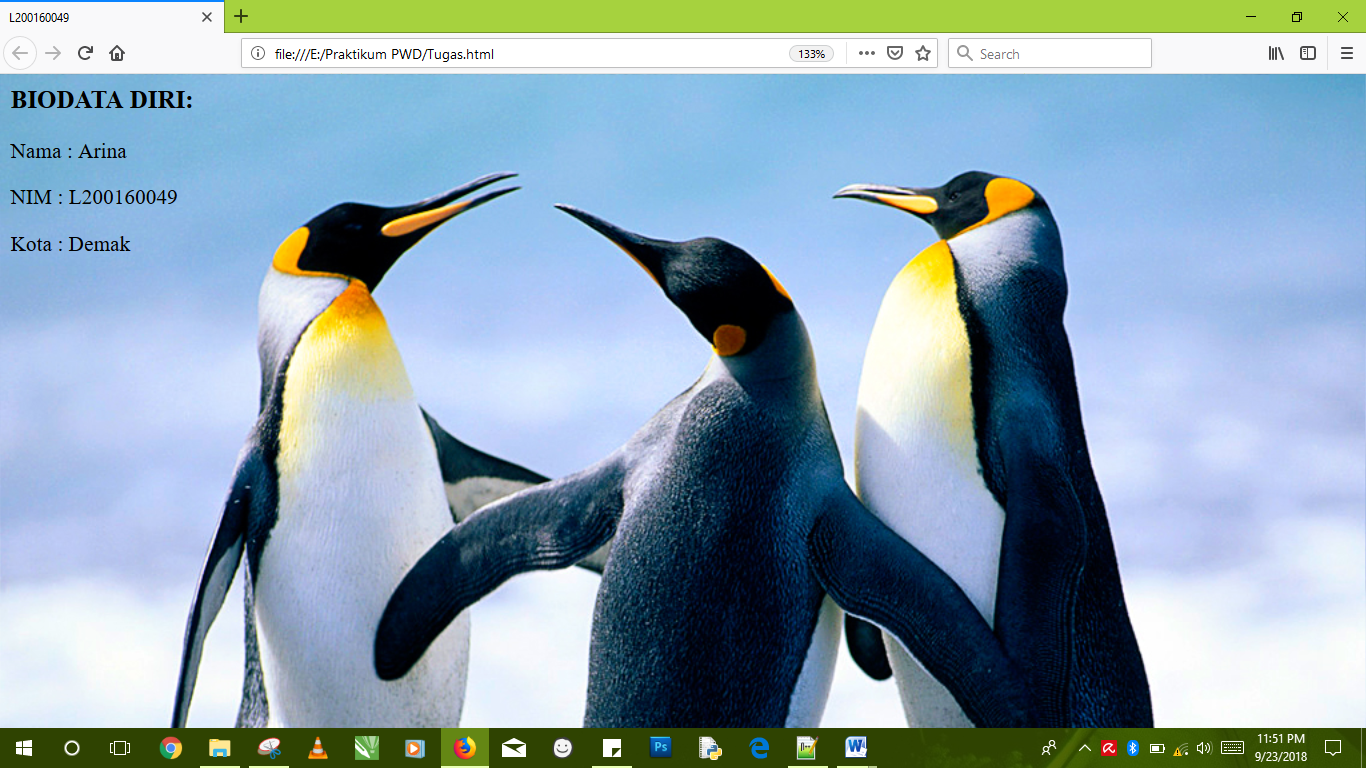 L200160049
file:///E:/Praktikum PWD/Tugas.html
133%
Search
BIODATA DIRI:
Nama : Arina
NIM : L200160049
Kota : Demak
Ps
W
11:51 PM
9/23/2018